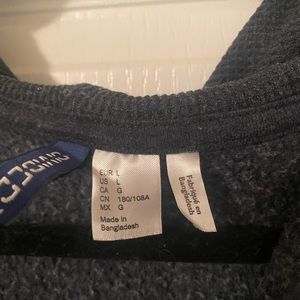 EUR L
US L
CA G
CN 180/108A
MX G
Made in
Bangladesh
Fabriqué en
Bangladesh